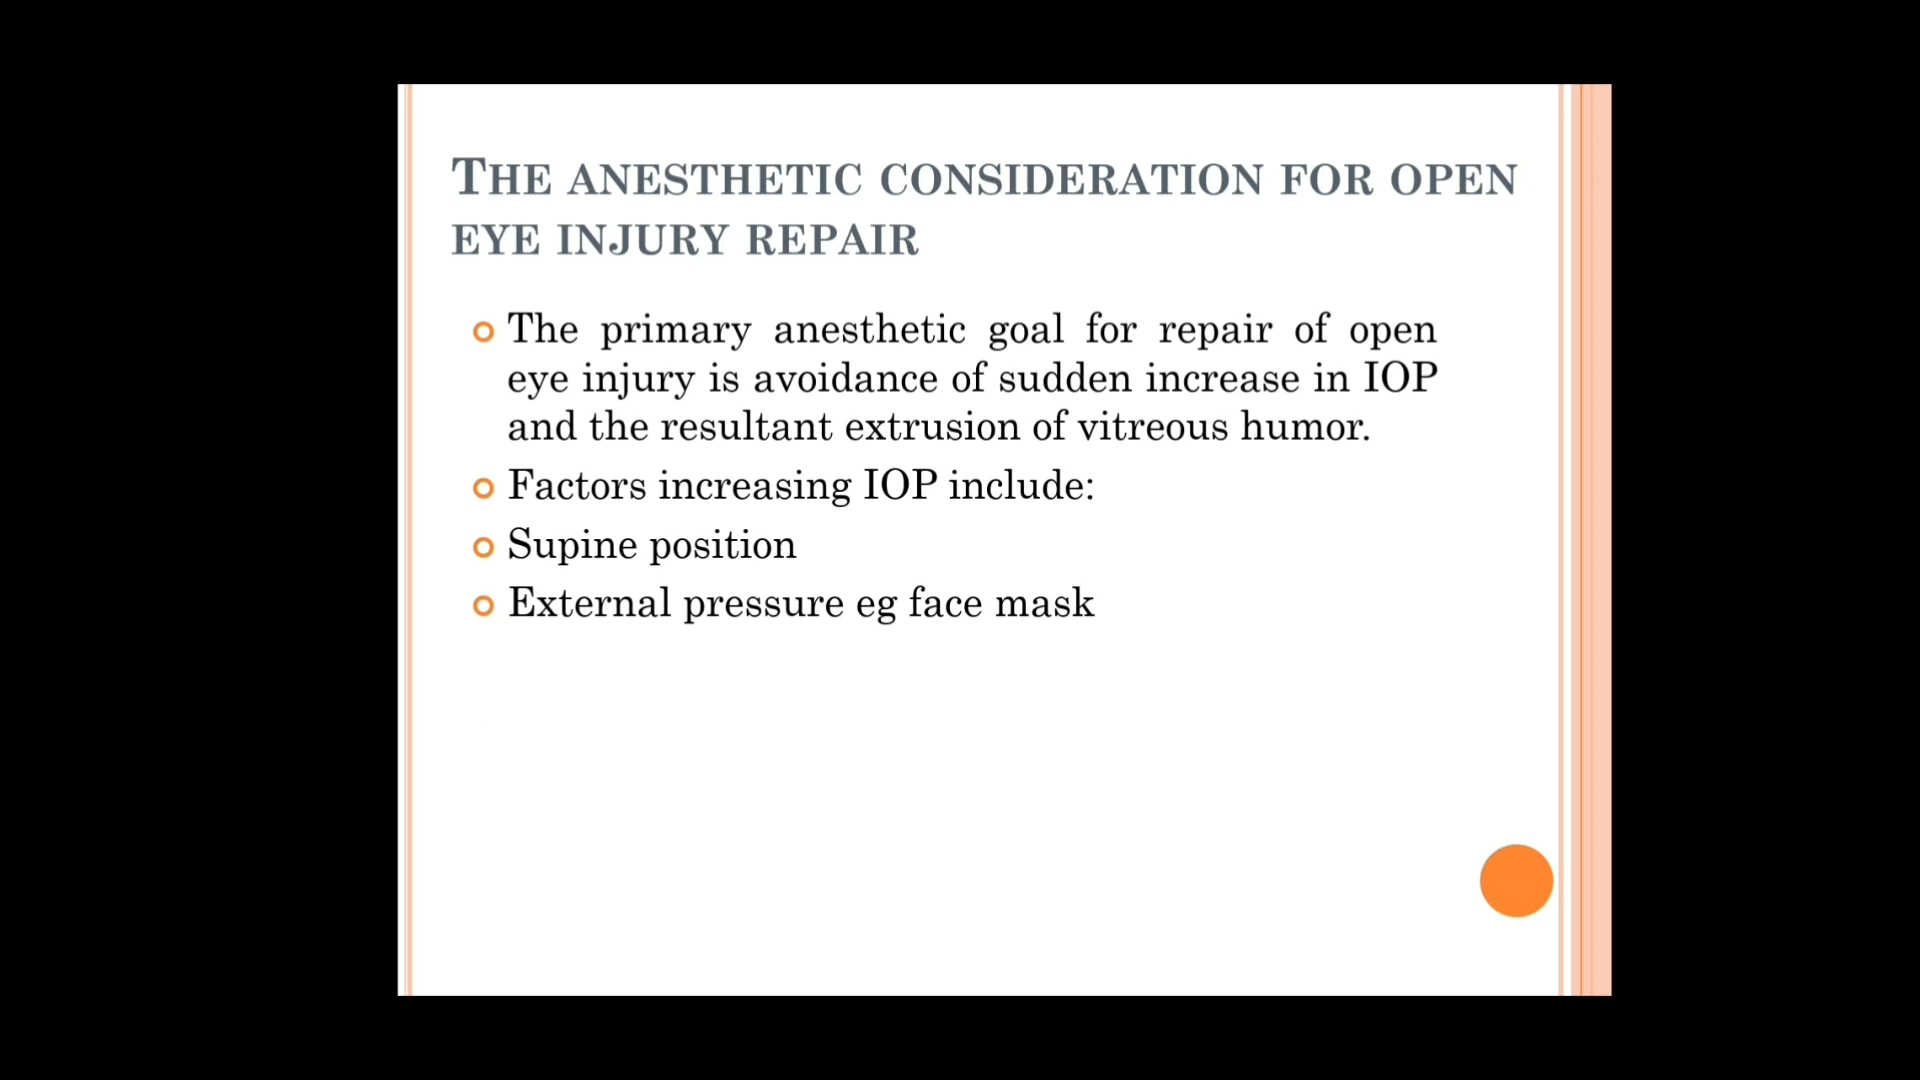 THE ANESTHETIC CONSIDERATION FOR OPEN
EYE INJURY REPAIR
The primary anesthetic goal for repair of open
eye injury is avoidance of sudden increase in IOP
and the resultant extrusion of vitreous humor.
Factors increasing IOP include:
Supine position
External pressure eg face mask